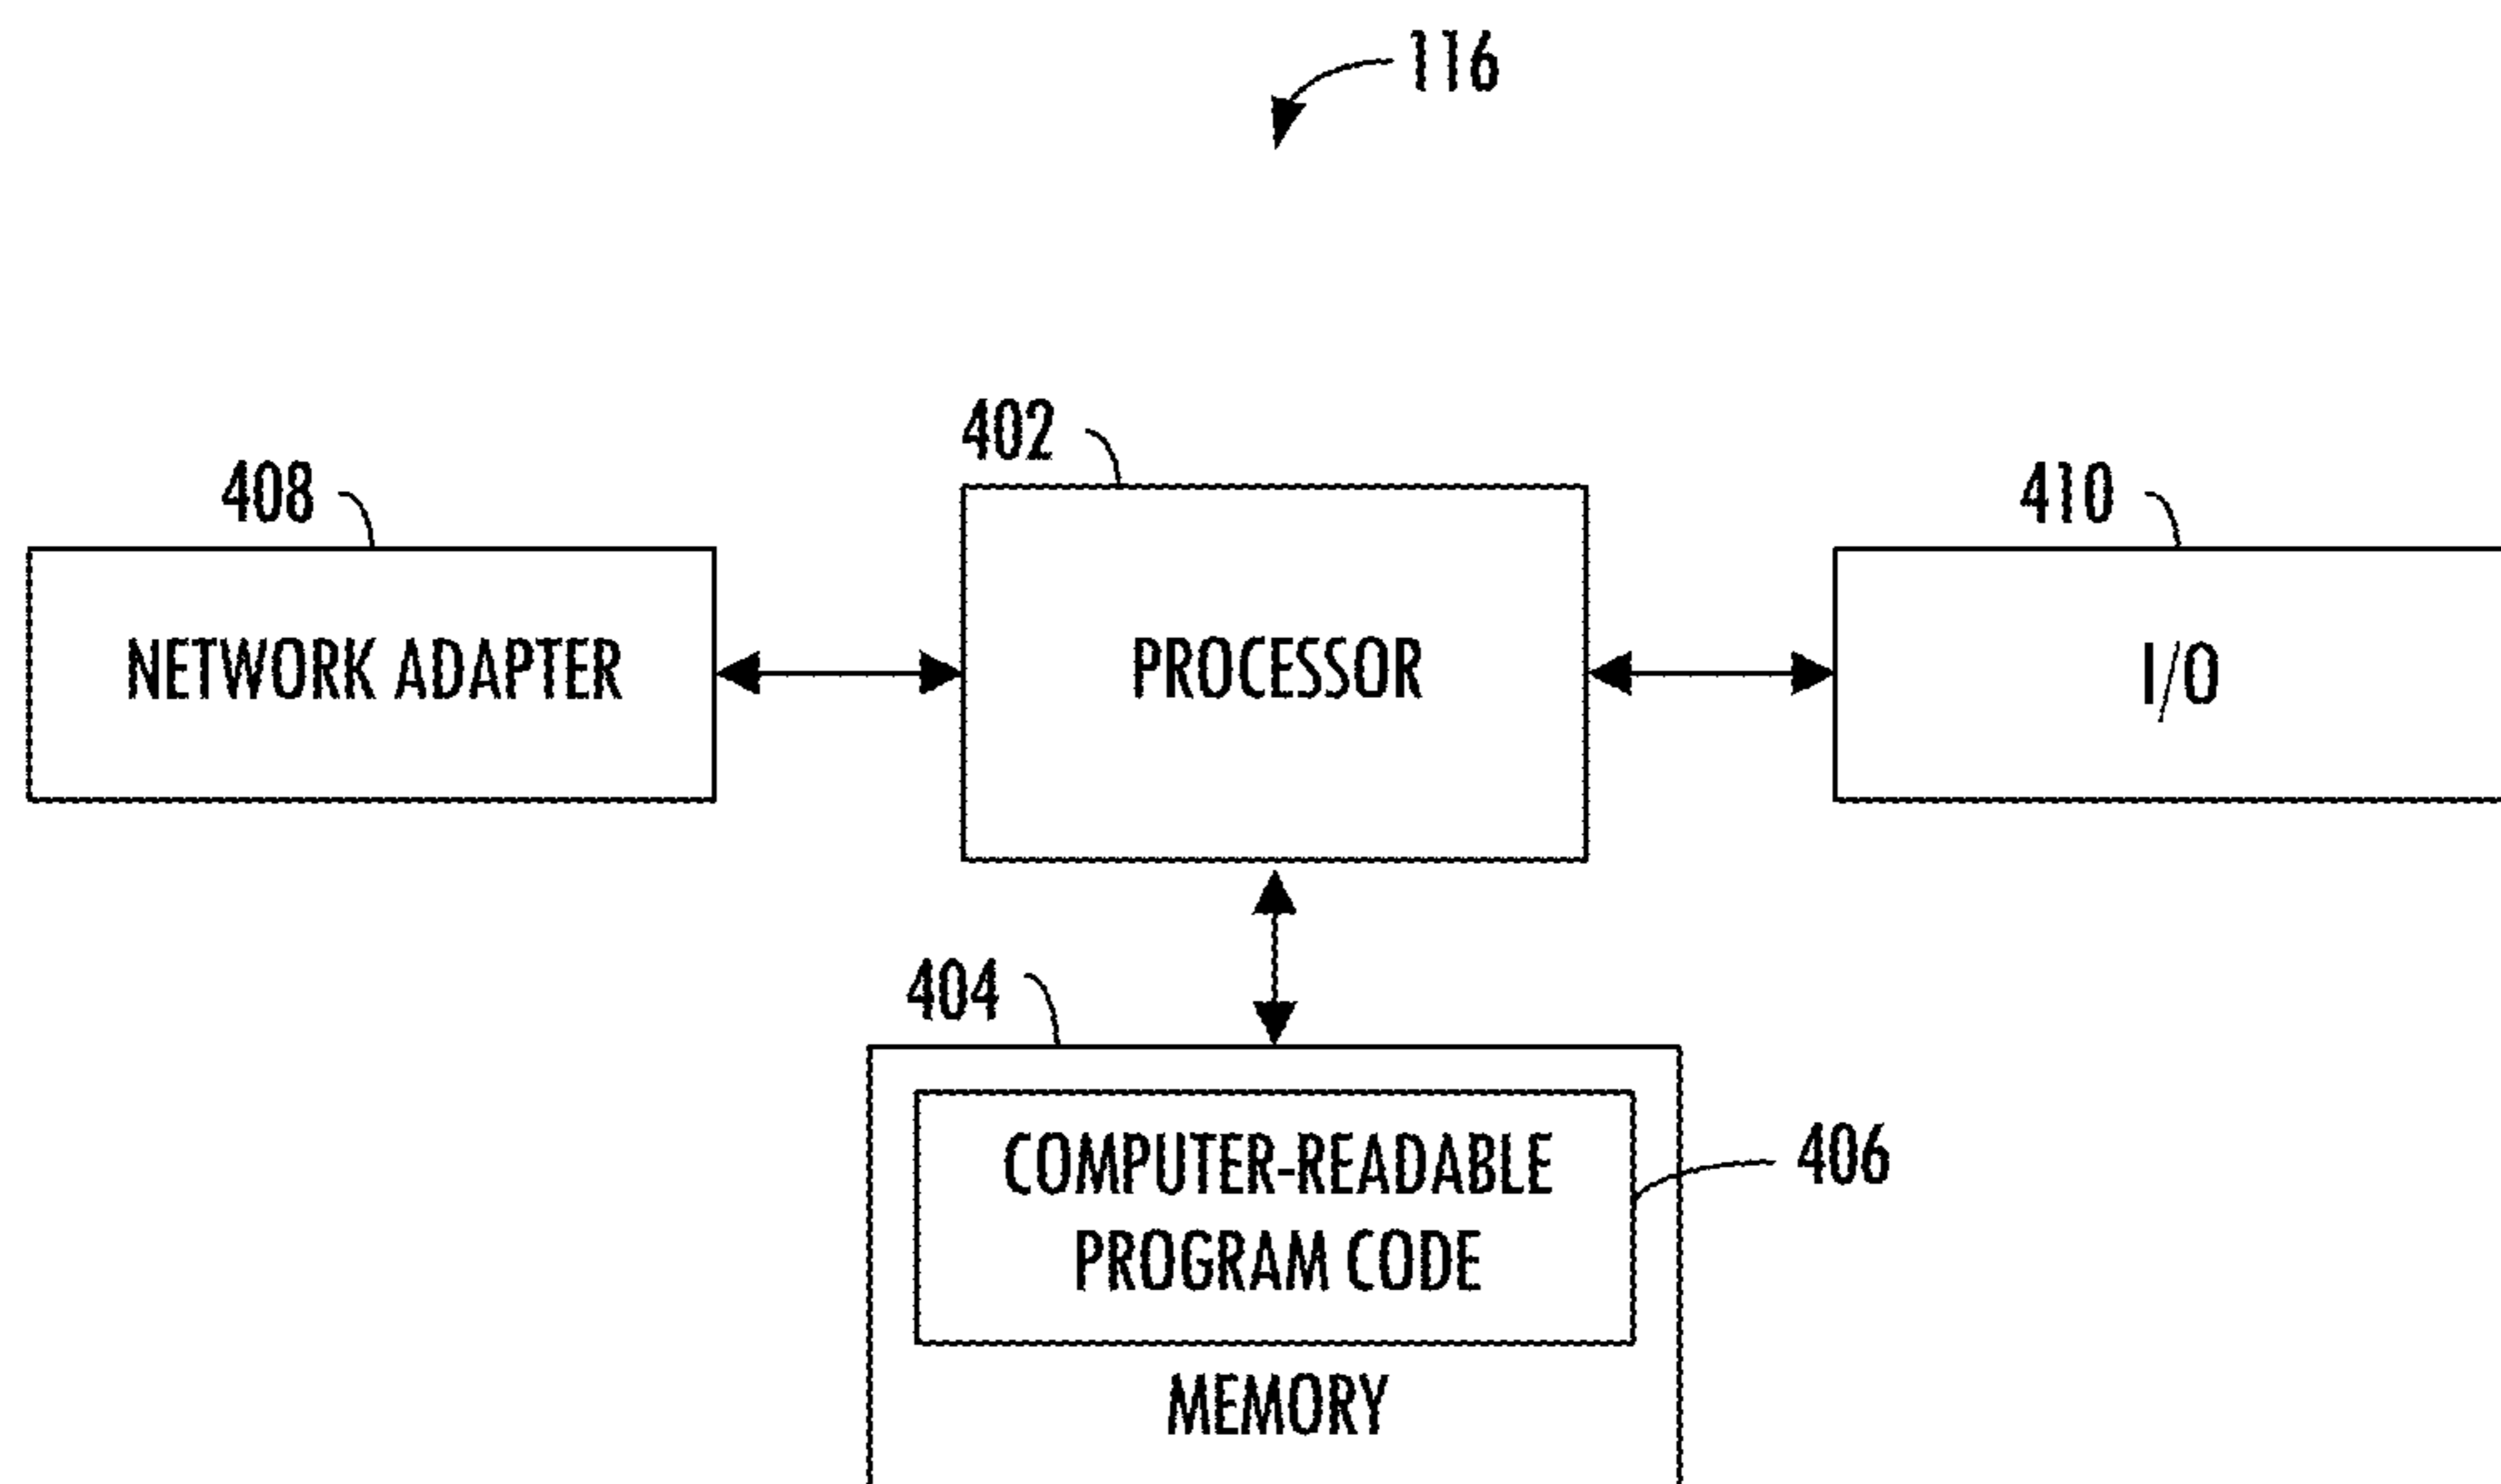 116
402
408
410
NETWORK ADAPTER
PROCESSOR
I/O
404
COMPUTER-READABLE
PROGRAM CODE
406
MEMORY